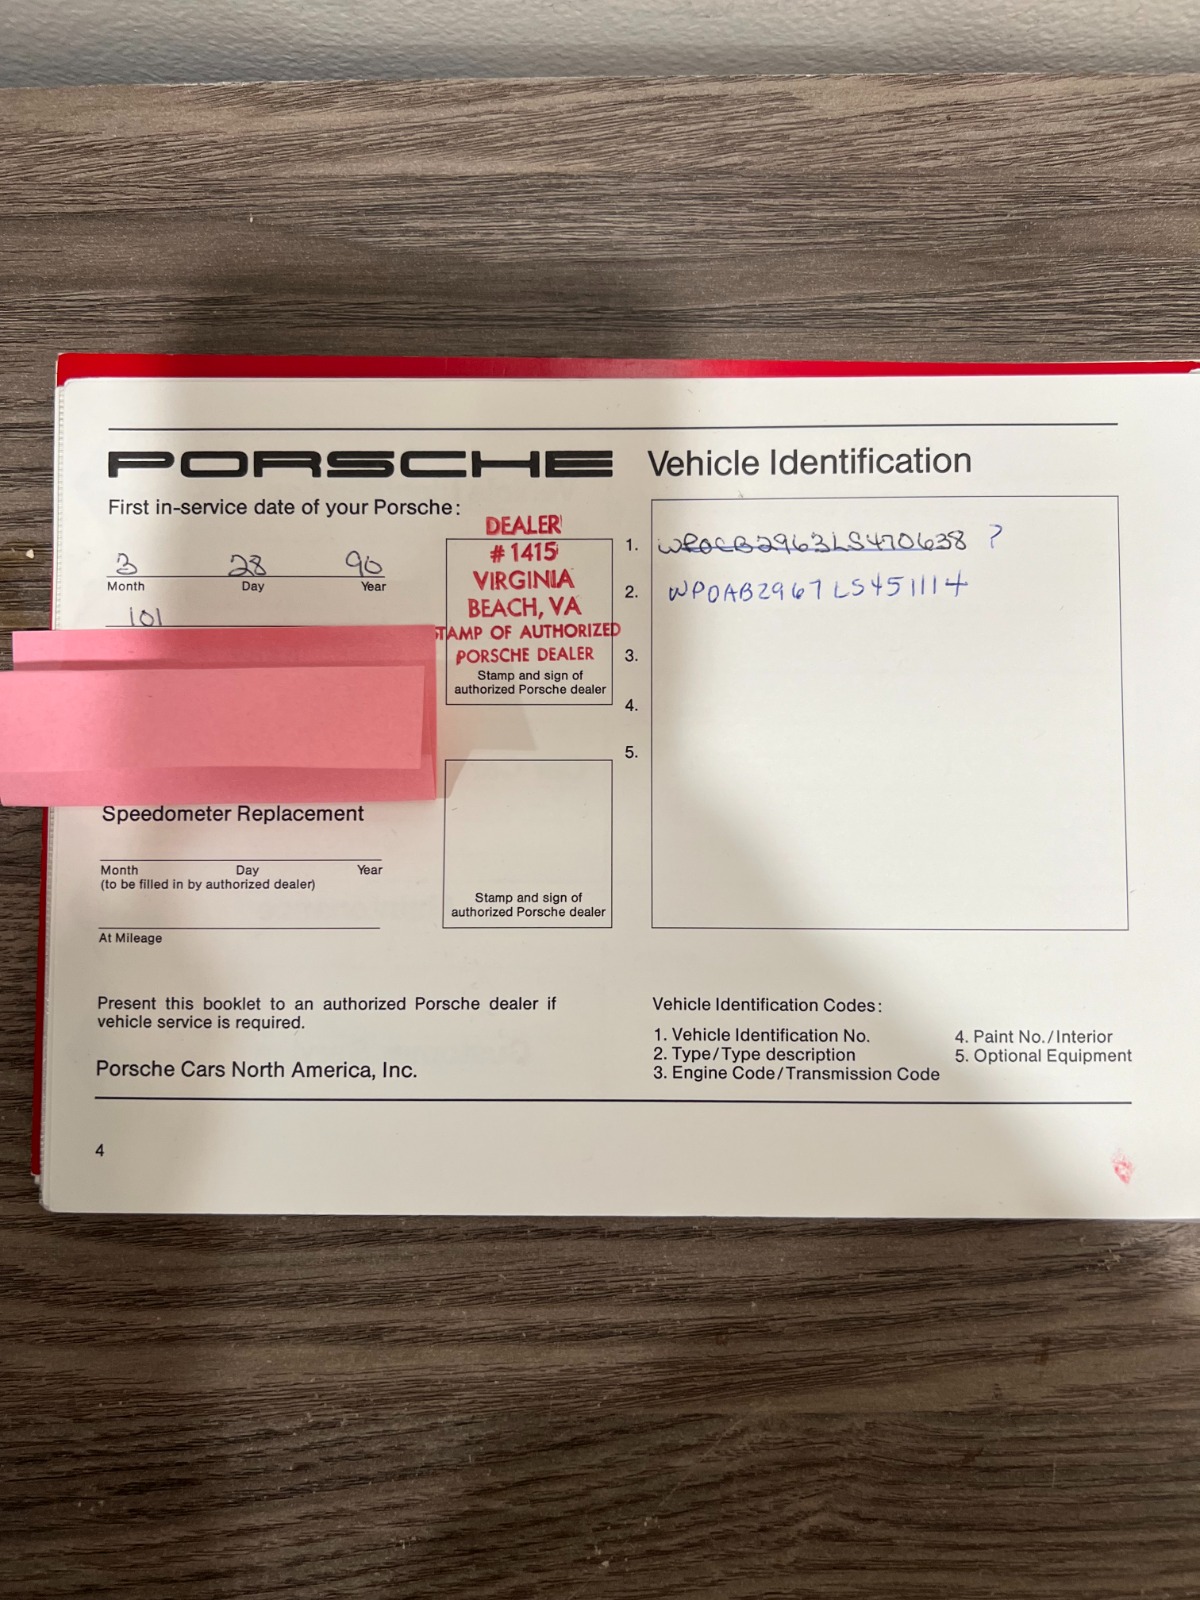 PORSCHE Vehicle Identification
First in-service date of your Porsche:
3 28 90
Month Day Year
101
DEALER
# 1415
VIRGINIA
BEACH, VA
STAMP OF AUTHORIZED
PORSCHE DEALER
Stamp and sign of
authorized Porsche dealer
Speedometer Replacement
Month Day Year
(to be filled in by authorized dealer)
At Mileage
Stamp and sign of
authorized Porsche dealer
1. WP0CB2963LS470638 ?
2. WP0AB2967LS451114
3.
4.
5.
Present this booklet to an authorized Porsche dealer if
vehicle service is required.
Porsche Cars North America, Inc.
Vehicle Identification Codes:
1. Vehicle Identification No.
2. Type/Type description
3. Engine Code/Transmission Code
4. Paint No./Interior
5. Optional Equipment
4